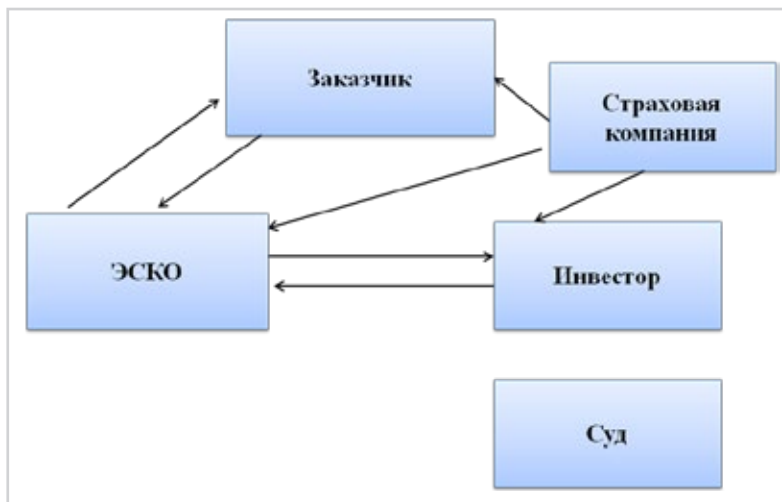 Заказчик
Страховая
компания
ЭСКО
Инвестор
Суд